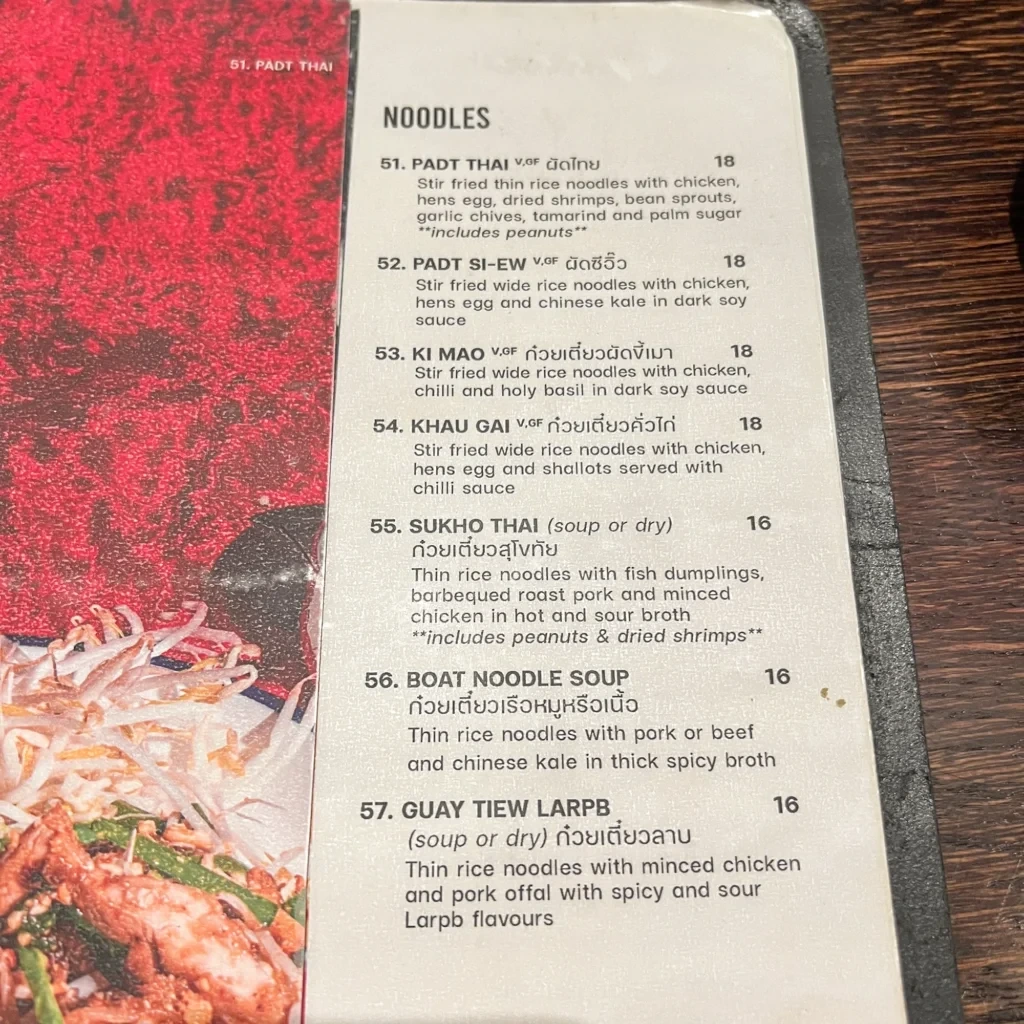 51. PADT THAI
NOODLES
51. PADT THAI V,GF ผัดไทย 18
Stir fried thin rice noodles with chicken,
hens egg, dried shrimps, bean sprouts,
garlic chives, tamarind and palm sugar
**includes peanuts**
52. PADT SI-EW V,GF ผัดซีอิ๊ว 18
Stir fried wide rice noodles with chicken,
hens egg and chinese kale in dark soy
sauce
53. KI MAO V,GF ก๋วยเตี๋ยวผัดขี้เมา 18
Stir fried wide rice noodles with chicken,
chilli and holy basil in dark soy sauce
54. KHAU GAI V,GF ก๋วยเตี๋ยวคั่วไก่ 18
Stir fried wide rice noodles with chicken,
hens egg and shallots served with
chilli sauce
55. SUKHO THAI (soup or dry) 16
ก๋วยเตี๋ยวสุโขทัย
Thin rice noodles with fish dumplings,
barbequed roast pork and minced
chicken in hot and sour broth
**includes peanuts & dried shrimps**
56. BOAT NOODLE SOUP 16
ก๋วยเตี๋ยวเรือหมูหรือเนื้อ
Thin rice noodles with pork or beef
and chinese kale in thick spicy broth
57. GUAY TIEW LARPB 16
(soup or dry) ก๋วยเตี๋ยวลาบ
Thin rice noodles with minced chicken
and pork offal with spicy and sour
Larpb flavours